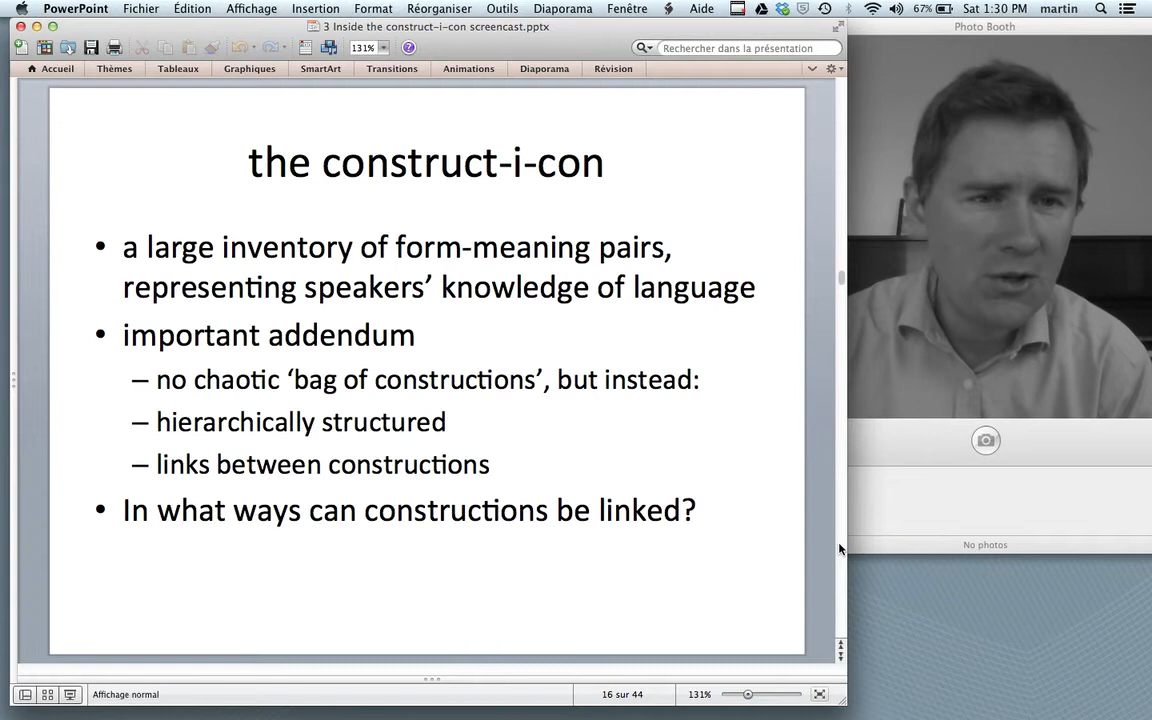 PowerPoint Fichier Édition Affichage Insertion Format Réorganiser Outils Diaporama Fenêtre Aide 67% Sat 1:30 PM martin
3 Inside the construct-i-con screencast.pptx
Photo Booth
131% Rechercher dans la présentation
Accueil Thèmes Tableaux Graphiques SmartArt Transitions Animations Diaporama Révision
the construct-i-con
• a large inventory of form-meaning pairs,
representing speakers’ knowledge of language
• important addendum
– no chaotic ‘bag of constructions’, but instead:
– hierarchically structured
– links between constructions
• In what ways can constructions be linked?
No photos
Affichage normal 16 sur 44 131%